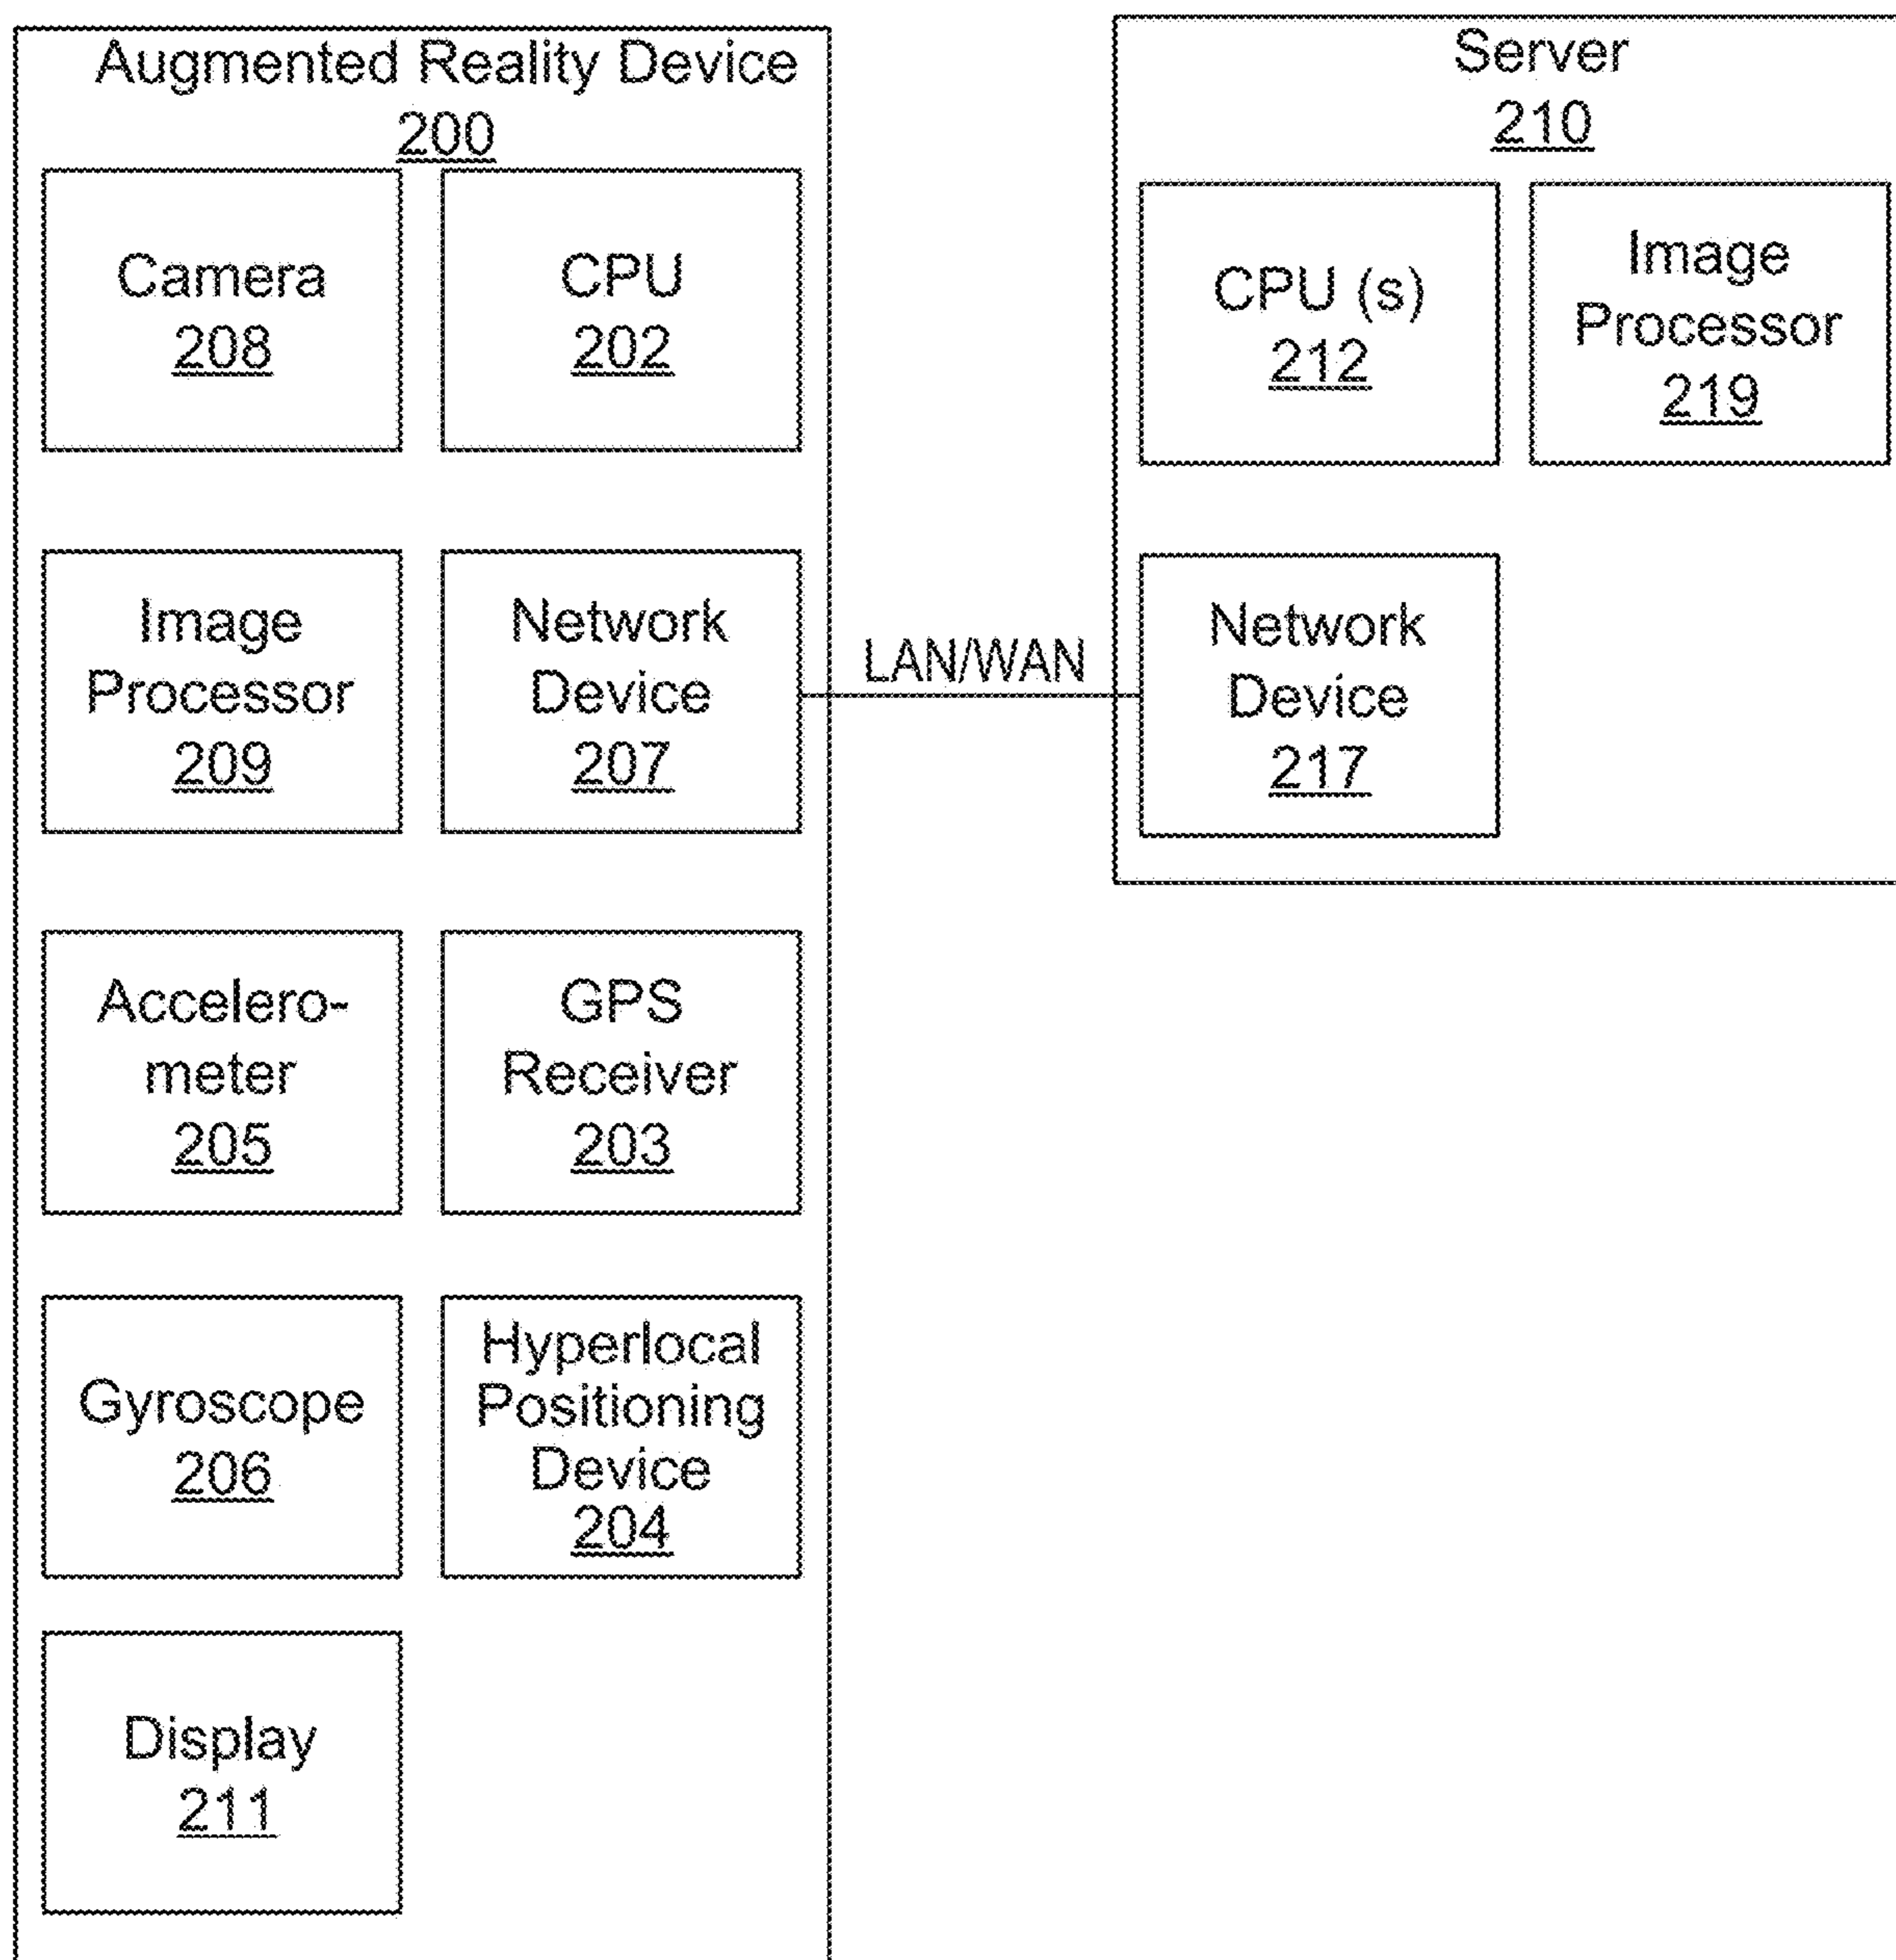 Augmented Reality Device
200
Camera
208
CPU
202
Image
Processor
209
Network
Device
207
Accelero-
meter
205
GPS
Receiver
203
Gyroscope
206
Hyperlocal
Positioning
Device
204
Display
211
LAN/WAN
Server
210
CPU (s)
212
Image
Processor
219
Network
Device
217